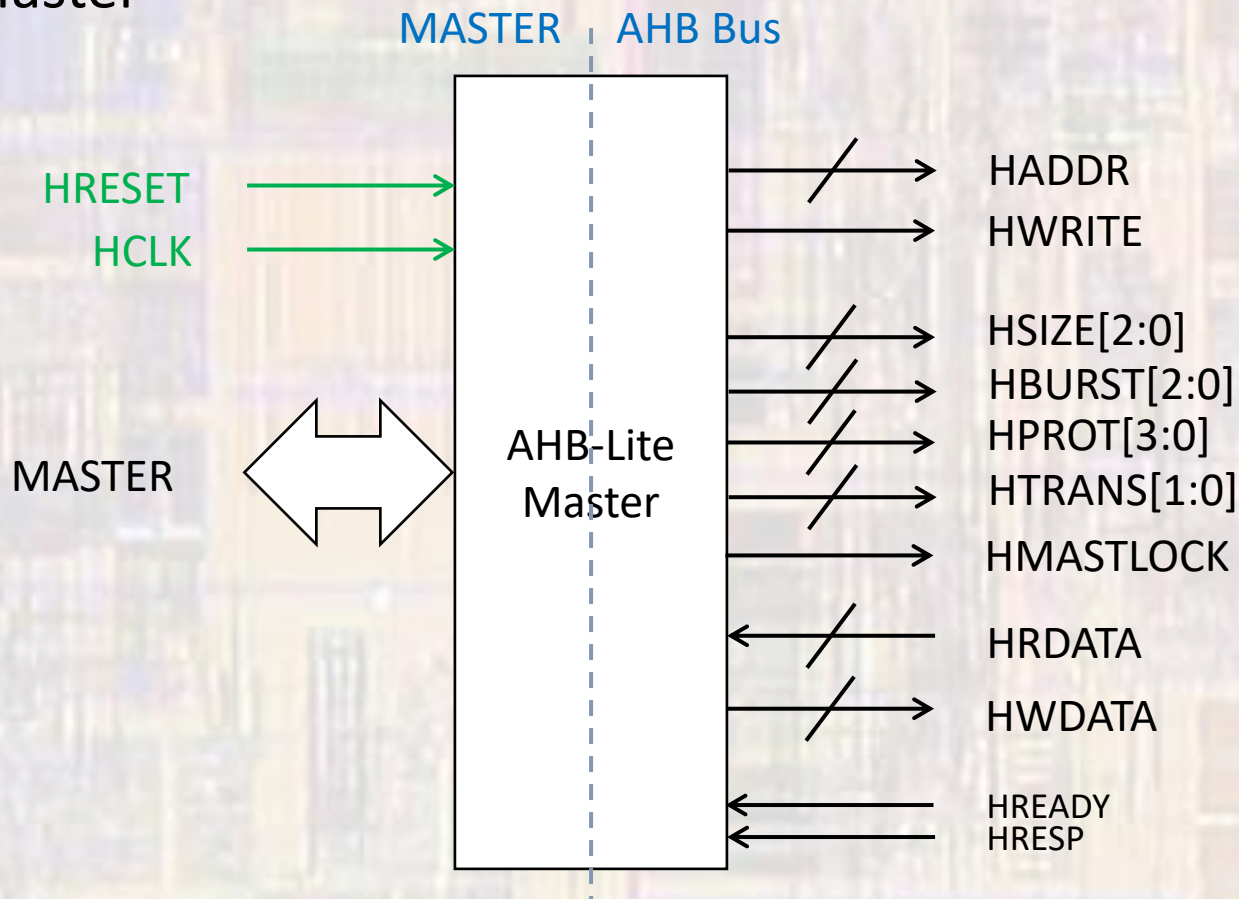 MASTER AHB Bus
HRESET
HCLK
MASTER
AHB-Lite
Master
HADDR
HWRITE
HSIZE[2:0]
HBURST[2:0]
HPROT[3:0]
HTRANS[1:0]
HMASTLOCK
HRDATA
HWDATA
HREADY
HRESP